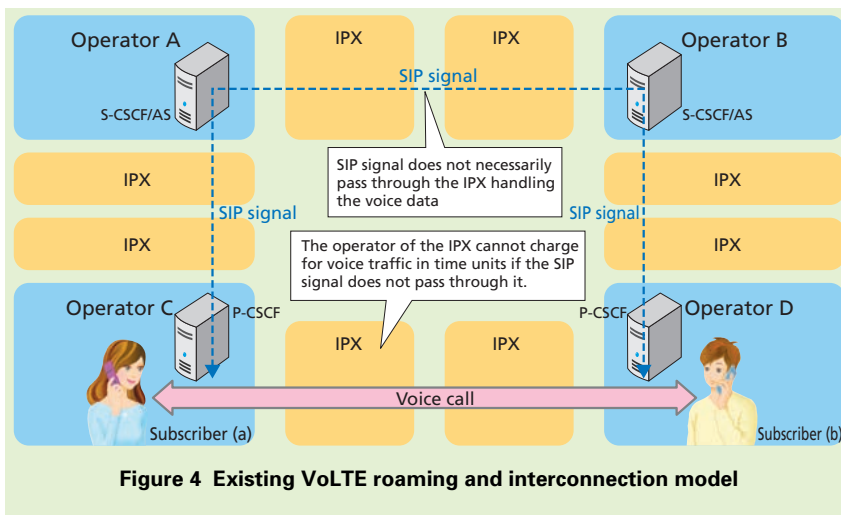 Operator A
IPX
IPX
Operator B
SIP signal
S-CSCF/AS
S-CSCF/AS
SIP signal does not necessarily
pass through the IPX handling
the voice data
IPX
IPX
SIP signal
SIP signal
IPX
IPX
The operator of the IPX cannot charge
for voice traffic in time units if the SIP
signal does not pass through it.
Operator C
P-CSCF
P-CSCF
Operator D
IPX
IPX
Voice call
Subscriber (a)
Subscriber (b)
Figure 4 Existing VoLTE roaming and interconnection model